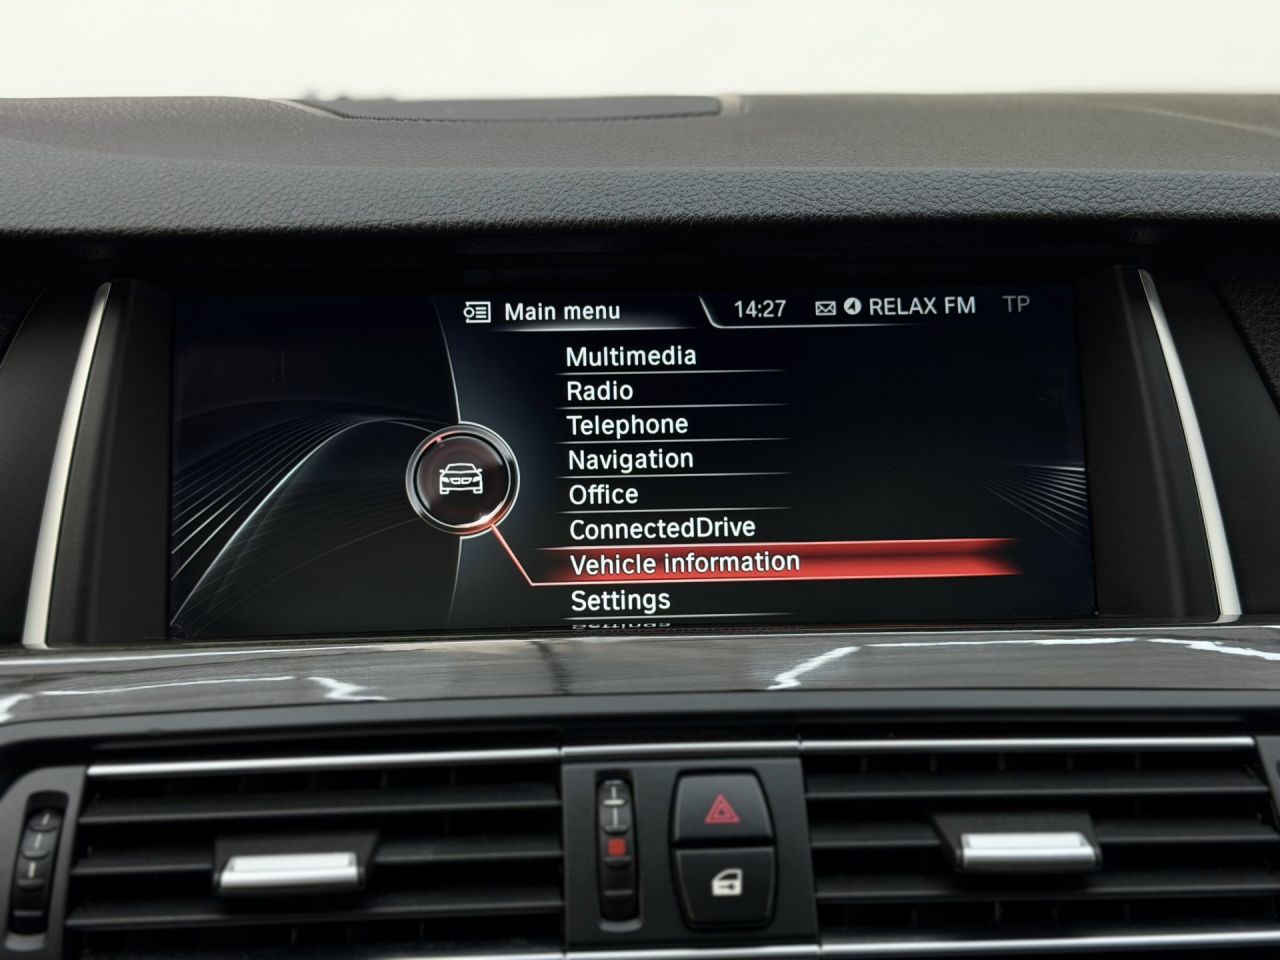 Main menu 14:27 RELAX FM TP
Multimedia
Radio
Telephone
Navigation
Office
ConnectedDrive
Vehicle information
Settings